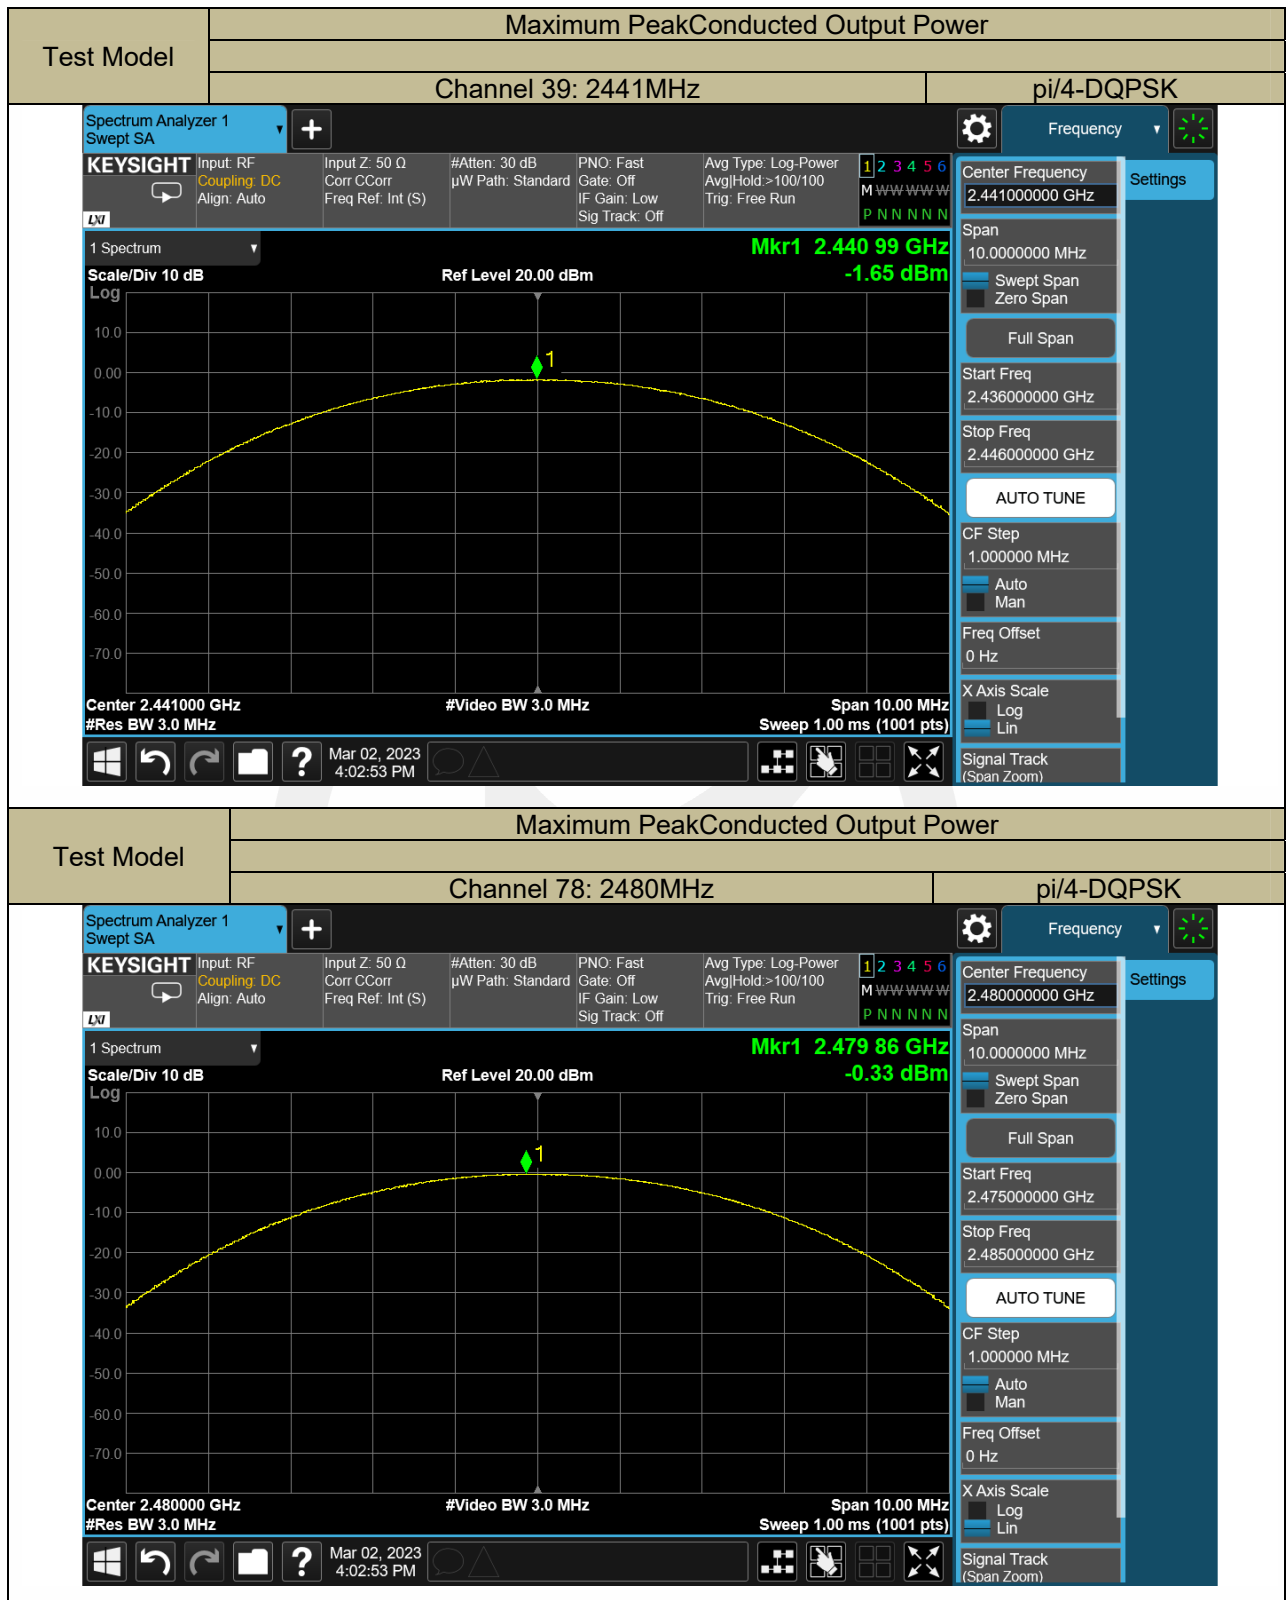 Maximum PeakConducted Output Power
Test Model
Channel 39: 2441MHz pi/4-DQPSK
Spectrum Analyzer 1
Swept SA
Frequency
KEYSIGHT Input: RF Input Z: 50 Ω #Atten: 30 dB PNO: Fast Avg Type: Log-Power 1 2 3 4 5 6
Coupling: DC Corr CCorr µW Path: Standard Gate: Off Avg|Hold:>100/100 M W W W W W
Align: Auto Freq Ref: Int (S) IF Gain: Low Trig: Free Run
LXI Sig Track: Off P N N N N N
Center Frequency
2.441000000 GHz
Settings
Span
10.0000000 MHz
Swept Span
Zero Span
Full Span
Start Freq
2.436000000 GHz
Stop Freq
2.446000000 GHz
AUTO TUNE
CF Step
1.000000 MHz
Auto
Man
Freq Offset
0 Hz
X Axis Scale
Log
Lin
Signal Track
(Span Zoom)
1 Spectrum Mkr1 2.440 99 GHz
Scale/Div 10 dB Ref Level 20.00 dBm -1.65 dBm
Log
10.0
1
0.00
-10.0
-20.0
-30.0
-40.0
-50.0
-60.0
-70.0
Center 2.441000 GHz #Video BW 3.0 MHz Span 10.00 MHz
#Res BW 3.0 MHz Sweep 1.00 ms (1001 pts)
? Mar 02, 2023
4:02:53 PM
Maximum PeakConducted Output Power
Test Model
Channel 78: 2480MHz pi/4-DQPSK
Spectrum Analyzer 1
Swept SA
Frequency
KEYSIGHT Input: RF Input Z: 50 Ω #Atten: 30 dB PNO: Fast Avg Type: Log-Power 1 2 3 4 5 6
Coupling: DC Corr CCorr µW Path: Standard Gate: Off Avg|Hold:>100/100 M W W W W W
Align: Auto Freq Ref: Int (S) IF Gain: Low Trig: Free Run
LXI Sig Track: Off P N N N N N
Center Frequency
2.480000000 GHz
Settings
Span
10.0000000 MHz
Swept Span
Zero Span
Full Span
Start Freq
2.475000000 GHz
Stop Freq
2.485000000 GHz
AUTO TUNE
CF Step
1.000000 MHz
Auto
Man
Freq Offset
0 Hz
X Axis Scale
Log
Lin
Signal Track
(Span Zoom)
1 Spectrum Mkr1 2.479 86 GHz
Scale/Div 10 dB Ref Level 20.00 dBm -0.33 dBm
Log
10.0
1
0.00
-10.0
-20.0
-30.0
-40.0
-50.0
-60.0
-70.0
Center 2.480000 GHz #Video BW 3.0 MHz Span 10.00 MHz
#Res BW 3.0 MHz Sweep 1.00 ms (1001 pts)
? Mar 02, 2023
4:02:53 PM